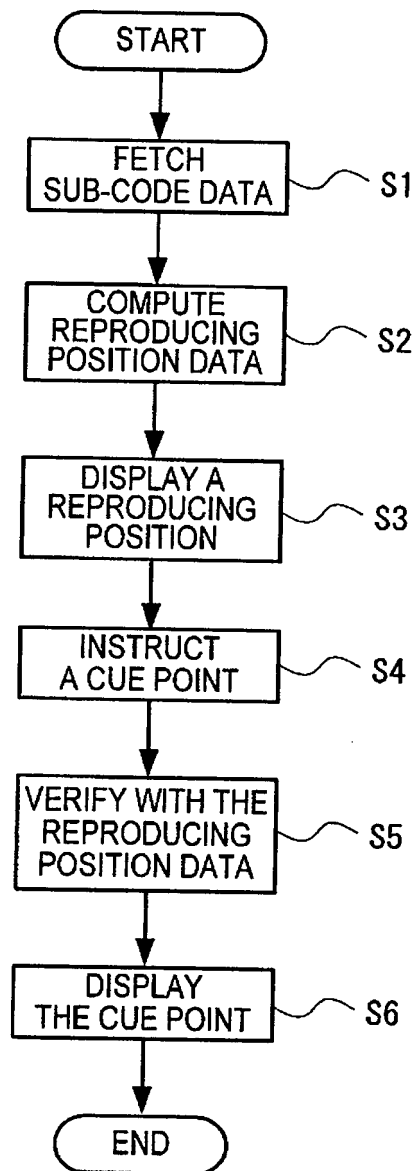 START
FETCH
SUB-CODE DATA
S1
COMPUTE
REPRODUCING
POSITION DATA
S2
DISPLAY A
REPRODUCING
POSITION
S3
INSTRUCT
A CUE POINT
S4
VERIFY WITH THE
REPRODUCING
POSITION DATA
S5
DISPLAY
THE CUE POINT
S6
END